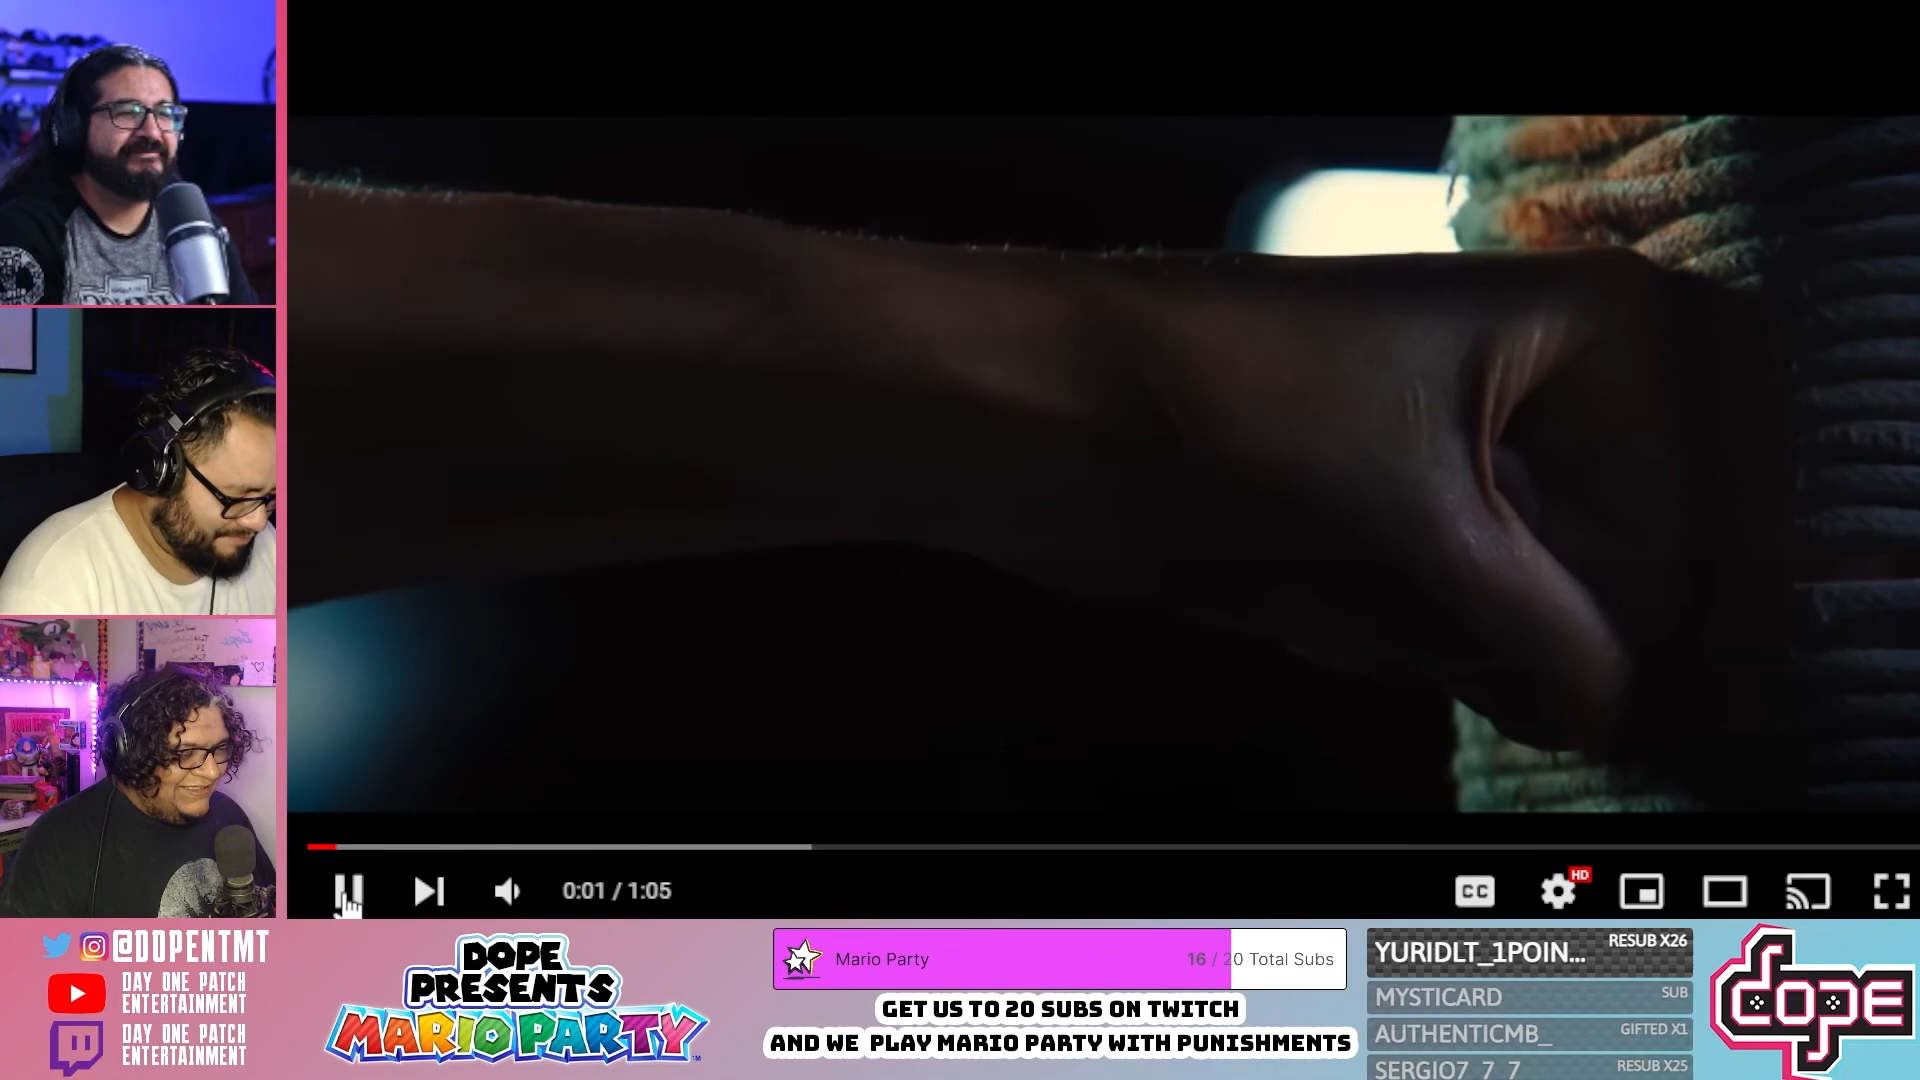 0:01 / 1:05
CC
HD
@DOPENTMT
DAY ONE PATCH
ENTERTAINMENT
DAY ONE PATCH
ENTERTAINMENT
DOPE
PRESENTS
MARIO PARTY
Mario Party
16 / 20 Total Subs
GET US TO 20 SUBS ON TWITCH
AND WE PLAY MARIO PARTY WITH PUNISHMENTS
YURIDLT_1POIN... RESUB X26
MYSTICARD SUB
AUTHENTICMB_ GIFTED X1
SERGIO7_7_7 RESUB X25
dope